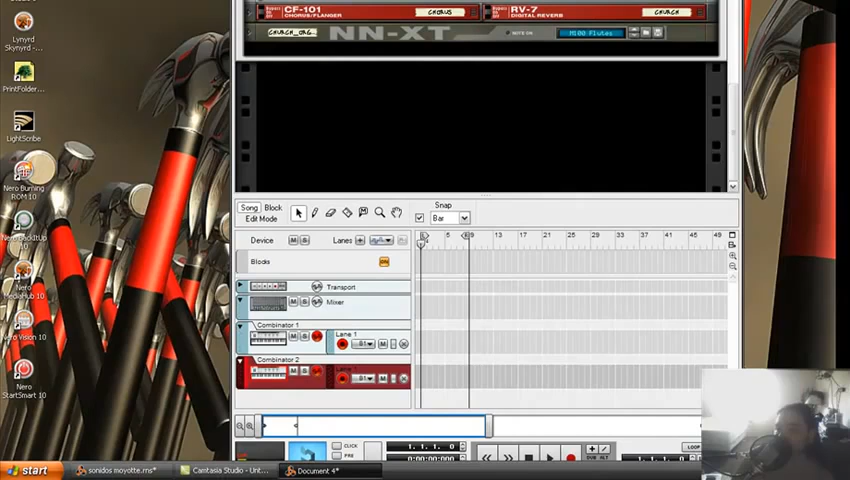 Lynyrd
Skynyrd -...
PrintFolder...
LightScribe
Nero Burning
ROM 10
Nero BackItUp
10
Nero
MediaHub 10
Nero Vision 10
Nero
StartSmart 10
CF-101
CHORUS/FLANGER
CHORUS
RV-7
DIGITAL REVERB
CHURCH
CHURCH_ORG
NN-XT
NOTE ON
M100 Flutes
Song Block
Edit Mode
Snap
Bar
Device M S Lanes
5 9 13 17 21 25 29 33 37 41 45 49
Blocks
Transport
M S Mixer
Combinator 1
M S Lane 1
M
Combinator 2
M S Lane 1
M
CLICK
PRE
1. 1. 1. 0
DUB ALT
LOOP
start
sonidos moyotte.rns*
Camtasia Studio - Unt...
Document 4*